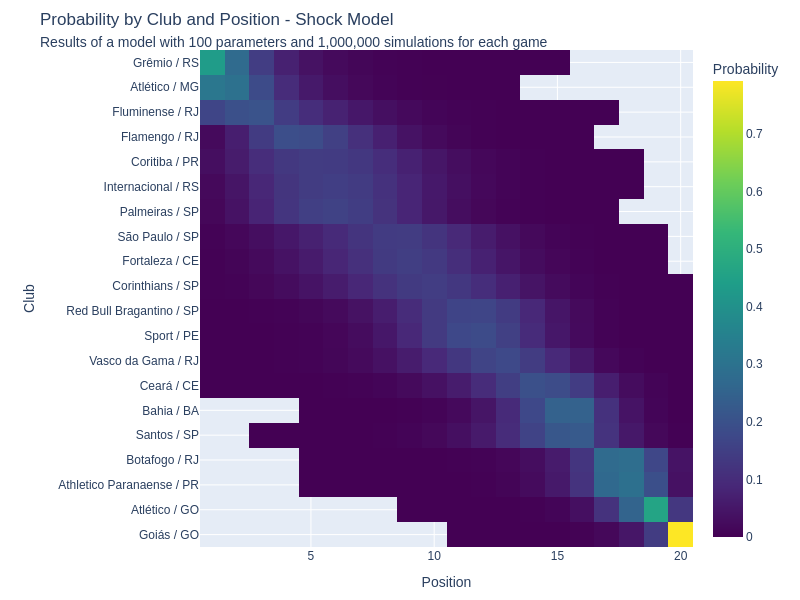 Probability by Club and Position - Shock Model
Results of a model with 100 parameters and 1,000,000 simulations for each game
Probability
Grêmio / RS
Atlético / MG
Fluminense / RJ
Flamengo / RJ
Coritiba / PR
Internacional / RS
Palmeiras / SP
São Paulo / SP
Fortaleza / CE
Corinthians / SP
Red Bull Bragantino / SP
Sport / PE
Vasco da Gama / RJ
Ceará / CE
Bahia / BA
Santos / SP
Botafogo / RJ
Athletico Paranaense / PR
Atlético / GO
Goiás / GO
Club
5
10
15
20
Position
0.7
0.6
0.5
0.4
0.3
0.2
0.1
0